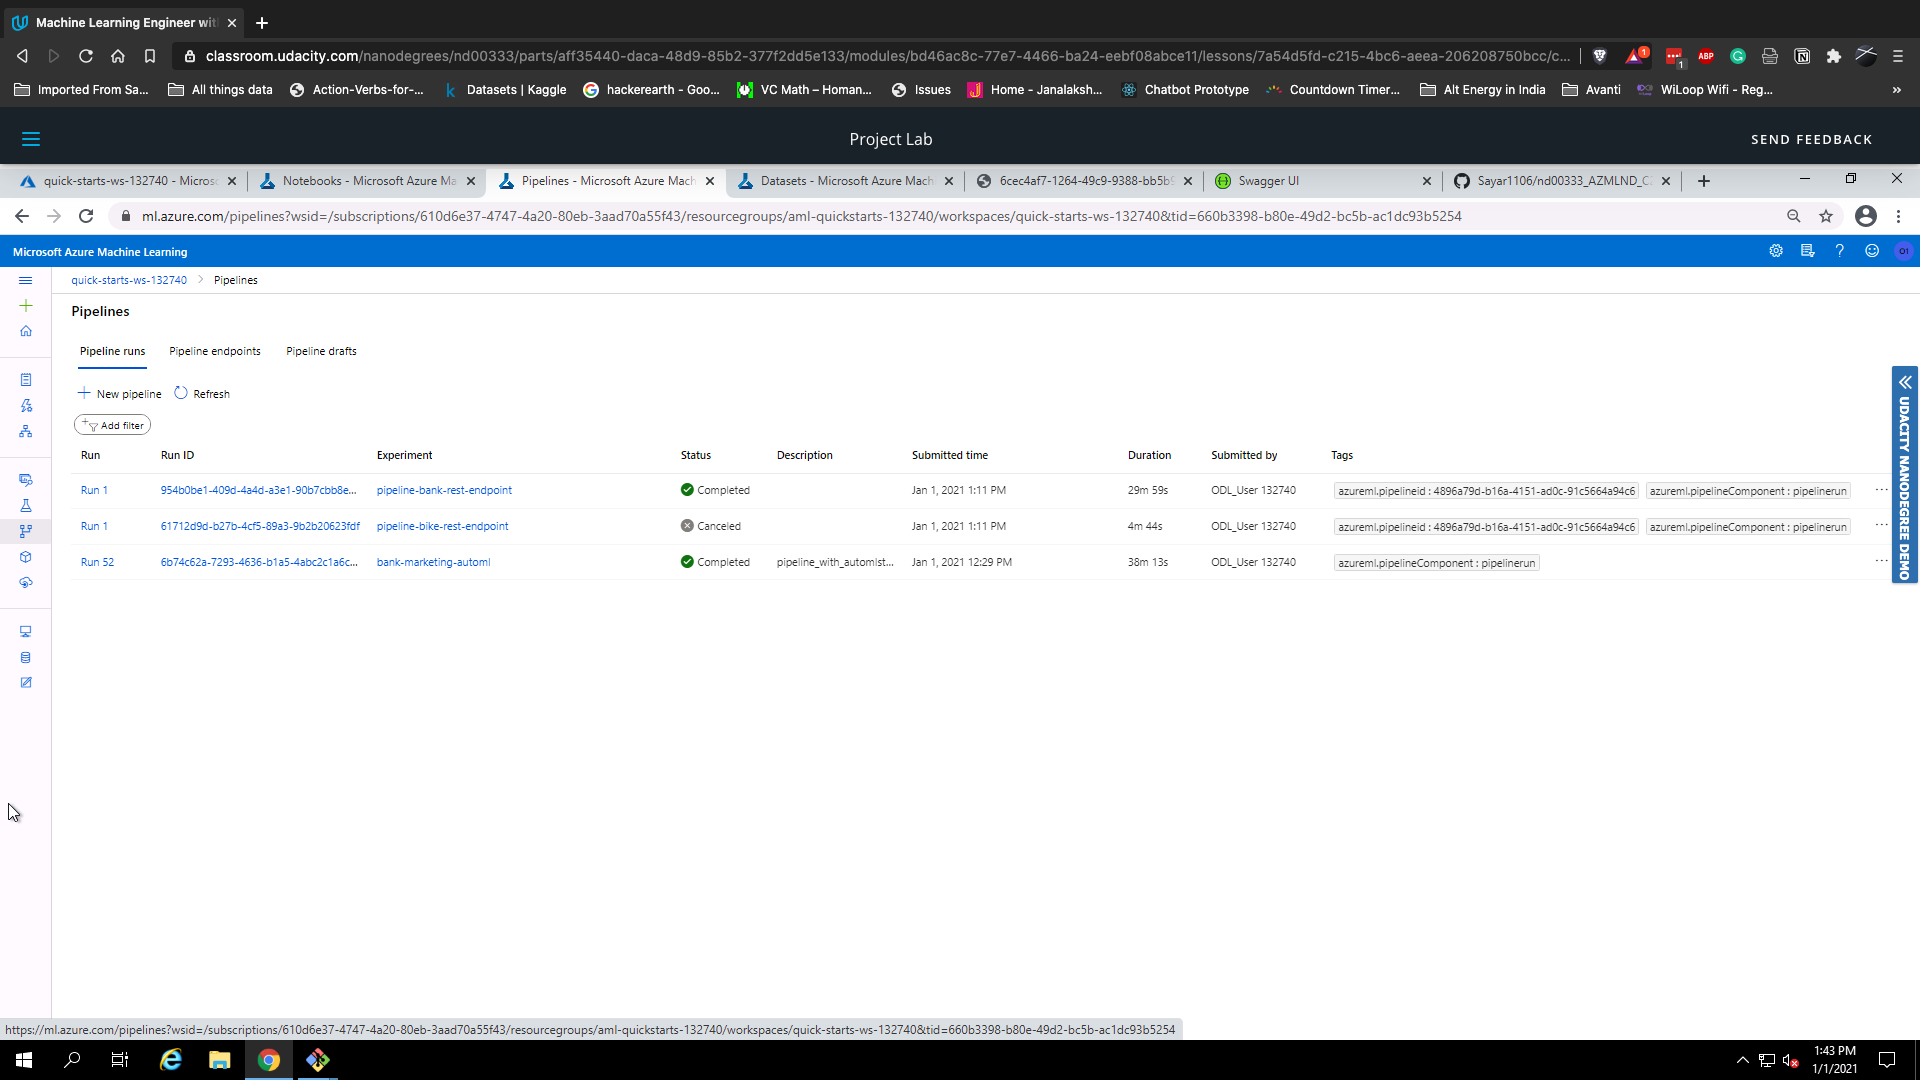 Machine Learning Engineer wit
classroom.udacity.com/nanodegrees/nd00333/parts/aff35440-daca-48d9-85b2-377f2dd5e133/modules/bd46ac8c-77e7-4466-ba24-eebf08abce11/lessons/7a54d5fd-c215-4bc6-aeea-206208750bcc/c...
1
1
ABP
Imported From Sa... All things data Action-Verbs-for-... Datasets | Kaggle hackerearth - Goo... VC Math – Homan... Issues Home - Janalaksh... Chatbot Prototype Countdown Timer... Alt Energy in India Avanti WiLoop Wifi - Reg... »
Project Lab
SEND FEEDBACK
quick-starts-ws-132740 - Micros Notebooks - Microsoft Azure Ma Pipelines - Microsoft Azure Mach Datasets - Microsoft Azure Mach 6cec4af7-1264-49c9-9388-bb5b9 Swagger UI Sayar1106/nd00333_AZMLND_C2
ml.azure.com/pipelines?wsid=/subscriptions/610d6e37-4747-4a20-80eb-3aad70a55f43/resourcegroups/aml-quickstarts-132740/workspaces/quick-starts-ws-132740&tid=660b3398-b80e-49d2-bc5b-ac1dc93b5254
Microsoft Azure Machine Learning
?
O1
quick-starts-ws-132740 > Pipelines
Pipelines
Pipeline runs Pipeline endpoints Pipeline drafts
New pipeline Refresh
Add filter
Run Run ID Experiment Status Description Submitted time Duration Submitted by Tags
Run 1 954b0be1-409d-4a4d-a3e1-90b7cbb8e... pipeline-bank-rest-endpoint Completed Jan 1, 2021 1:11 PM 29m 59s ODL_User 132740 azureml.pipelineid : 4896a79d-b16a-4151-ad0c-91c5664a94c6 azureml.pipelineComponent : pipelinerun ...
Run 1 61712d9d-b27b-4cf5-89a3-9b2b20623fdf pipeline-bike-rest-endpoint Canceled Jan 1, 2021 1:11 PM 4m 44s ODL_User 132740 azureml.pipelineid : 4896a79d-b16a-4151-ad0c-91c5664a94c6 azureml.pipelineComponent : pipelinerun ...
Run 52 6b74c62a-7293-4636-b1a5-4abc2c1a6c... bank-marketing-automl Completed pipeline_with_automlst... Jan 1, 2021 12:29 PM 38m 13s ODL_User 132740 azureml.pipelineComponent : pipelinerun ...
UDACITY NANODEGREE DEMO
https://ml.azure.com/pipelines?wsid=/subscriptions/610d6e37-4747-4a20-80eb-3aad70a55f43/resourcegroups/aml-quickstarts-132740/workspaces/quick-starts-ws-132740&tid=660b3398-b80e-49d2-bc5b-ac1dc93b5254
1:43 PM
1/1/2021